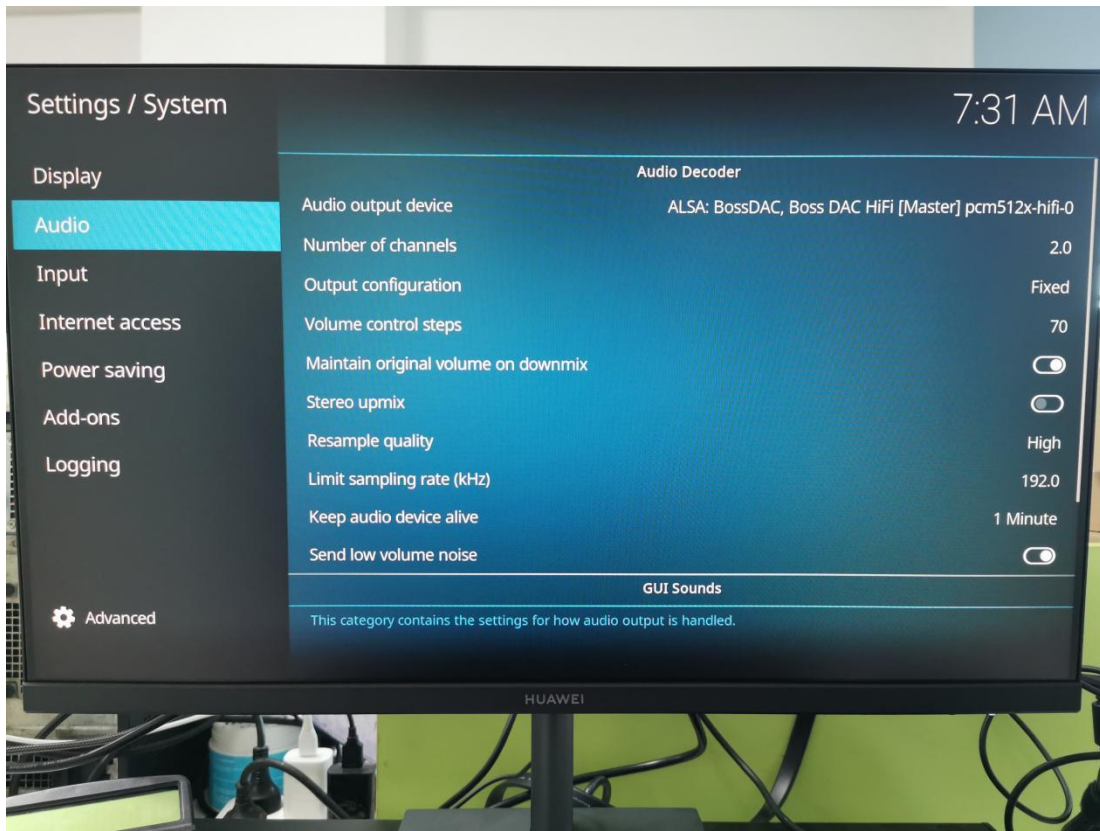 Settings / System
7:31 AM
Display
Audio
Input
Internet access
Power saving
Add-ons
Logging
Advanced
Audio Decoder
Audio output device ALSA: BossDAC, Boss DAC HiFi [Master] pcm512x-hifi-0
Number of channels 2.0
Output configuration Fixed
Volume control steps 70
Maintain original volume on downmix
Stereo upmix
Resample quality High
Limit sampling rate (kHz) 192.0
Keep audio device alive 1 Minute
Send low volume noise
GUI Sounds
This category contains the settings for how audio output is handled.
HUAWEI